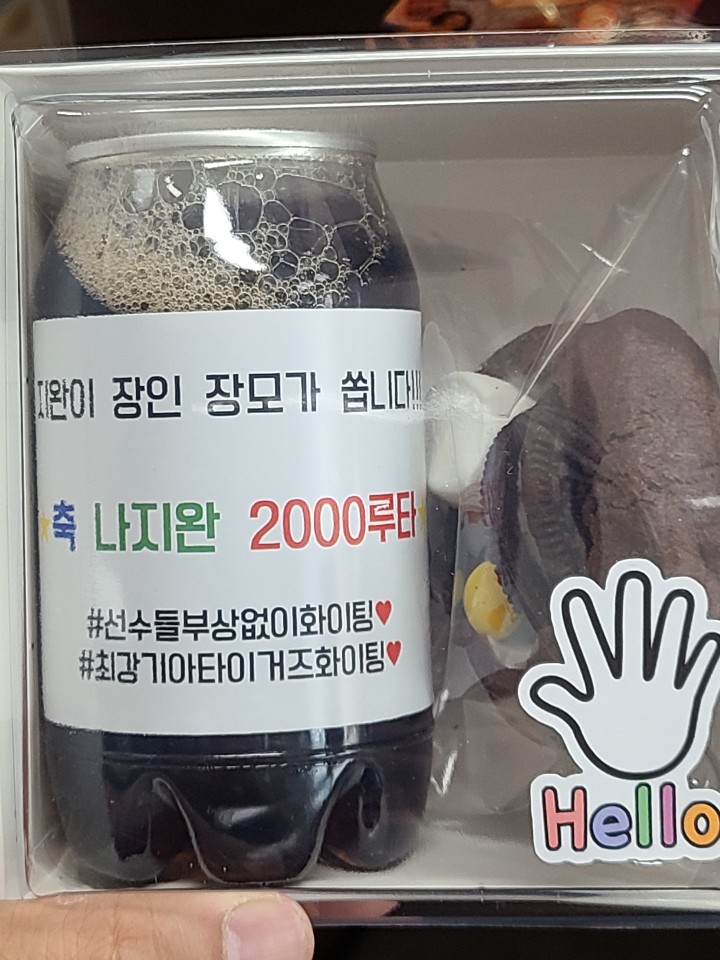 지완이 장인 장모가 쏩니다!!!
축 나지완 2000루타
#선수들부상없이화이팅♥
#최강기아타이거즈화이팅♥
Hello